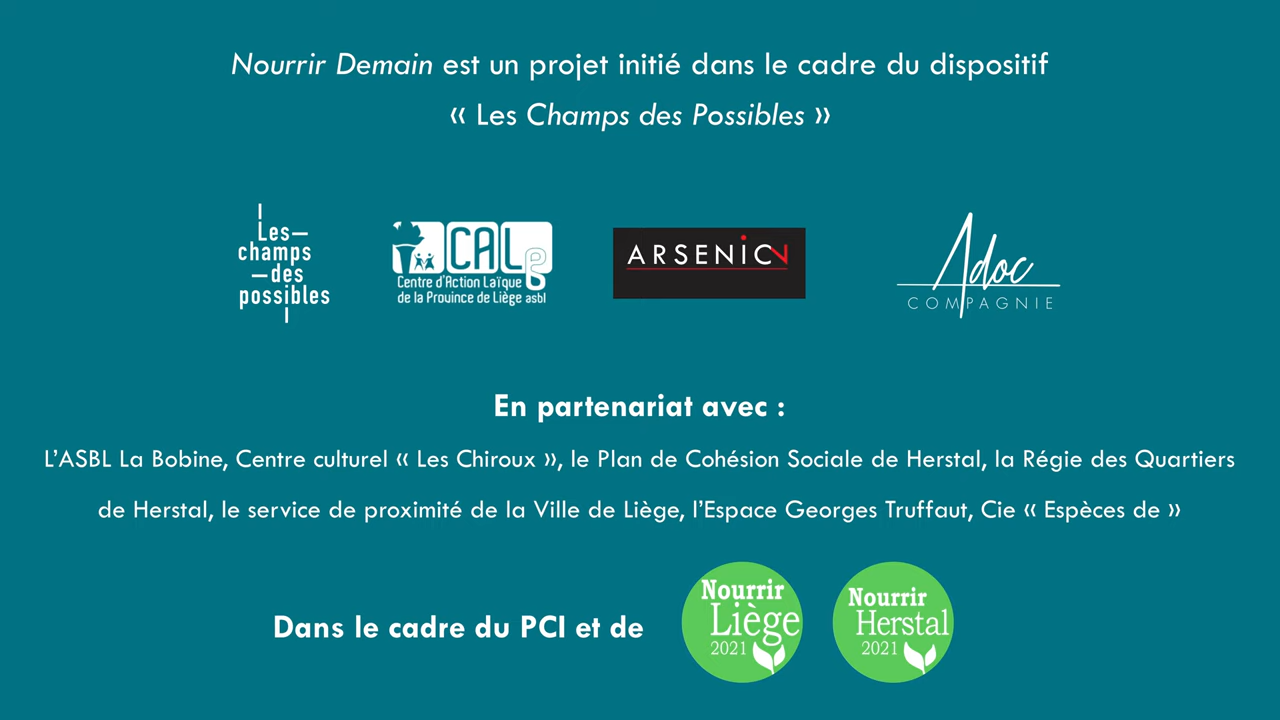 Nourrir Demain est un projet initié dans le cadre du dispositif
« Les Champs des Possibles »
Les—
champs
—des
possibles
CALg
Centre d'Action Laïque
de la Province de Liège asbl
ARSENIC2
Adoc
COMPAGNIE
En partenariat avec :
L'ASBL La Bobine, Centre culturel « Les Chiroux », le Plan de Cohésion Sociale de Herstal, la Régie des Quartiers
de Herstal, le service de proximité de la Ville de Liège, l'Espace Georges Truffaut, Cie « Espèces de »
Dans le cadre du PCI et de
Nourrir
Liège
2021
Nourrir
Herstal
2021